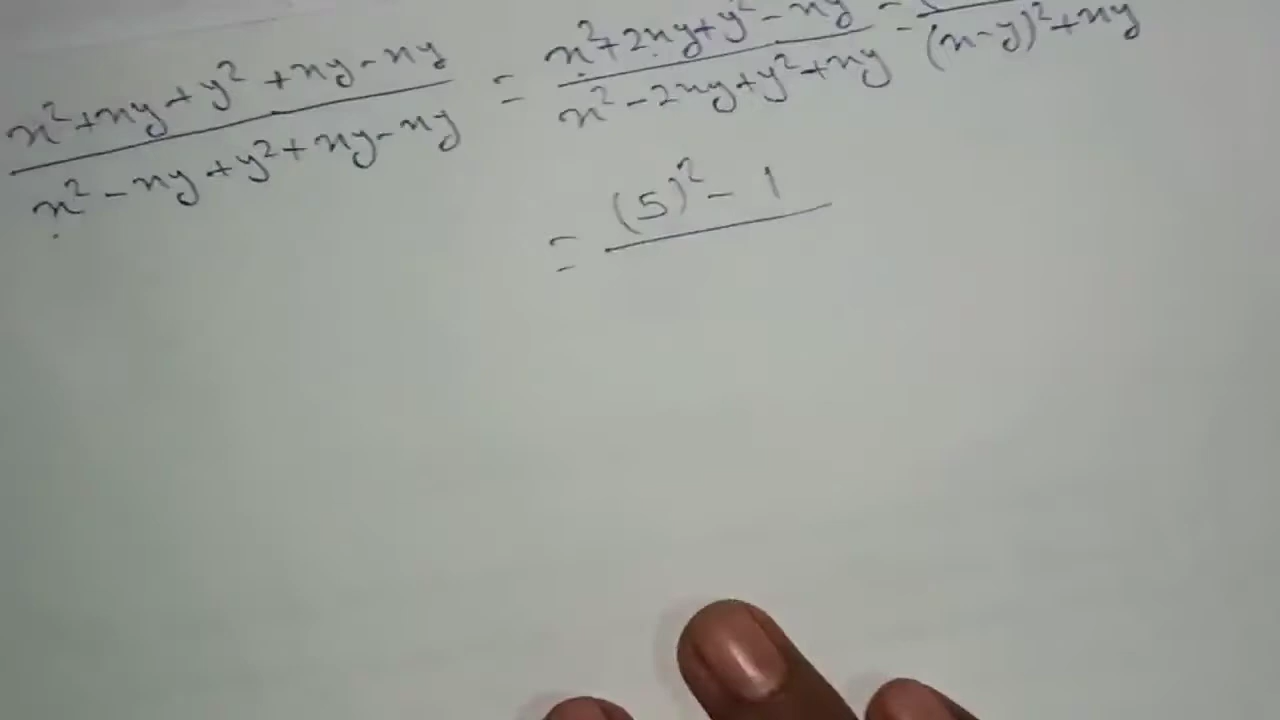 x²+xy+y²+xy-xy / x²-xy+y²+xy-xy = x²+2xy+y²-xy / x²-2xy+y²+xy = (x-y)²+xy
= (5)²-1